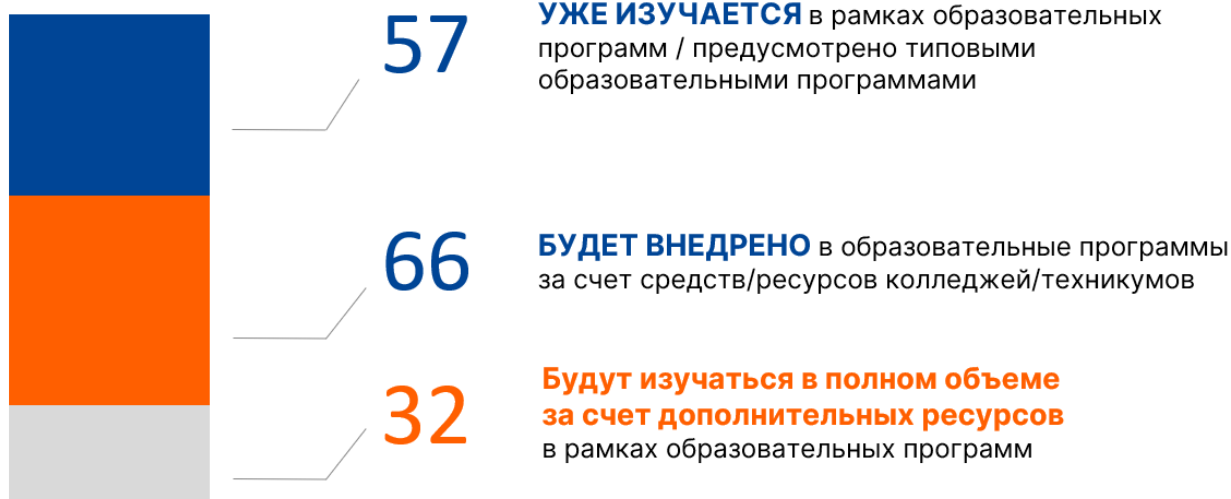 57
УЖЕ ИЗУЧАЕТСЯ в рамках образовательных
программ / предусмотрено типовыми
образовательными программами
66
БУДЕТ ВНЕДРЕНО в образовательные программы
за счет средств/ресурсов колледжей/техникумов
32
Будут изучаться в полном объеме
за счет дополнительных ресурсов
в рамках образовательных программ